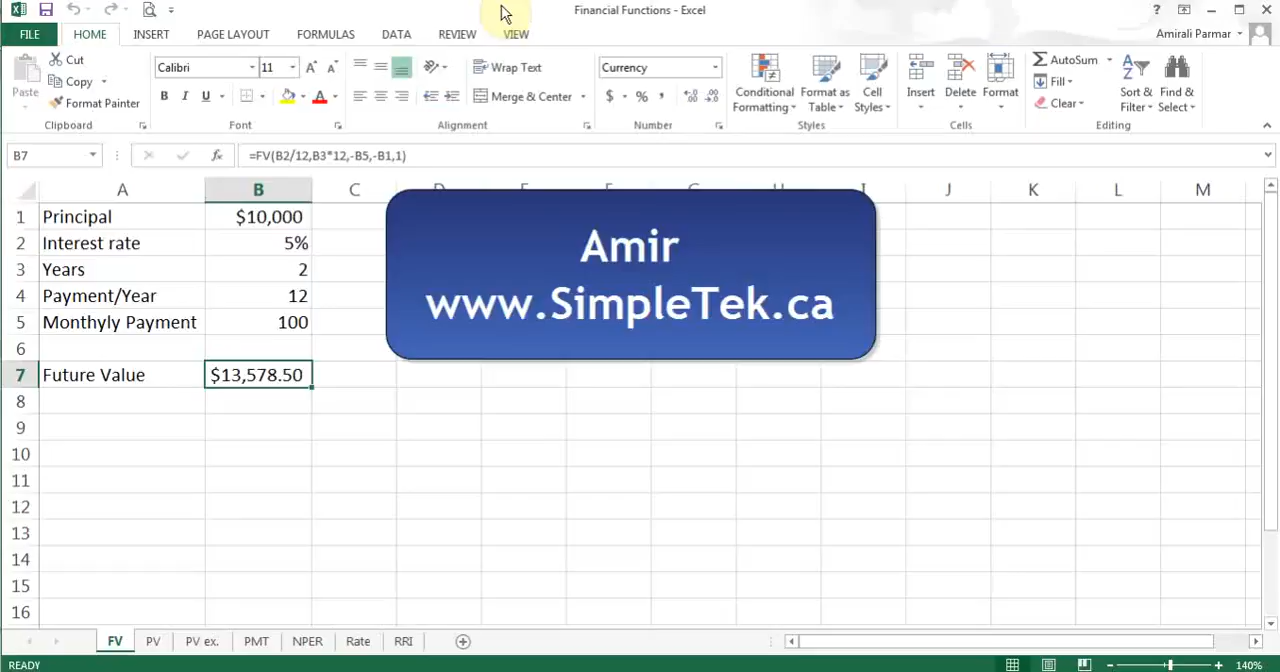 Financial Functions - Excel
?
FILE HOME INSERT PAGE LAYOUT FORMULAS DATA REVIEW VIEW Amirali Parmar
Paste Cut Copy Format Painter
Clipboard
Calibri 11
B I U A A
Font
Wrap Text
Merge & Center
Alignment
Currency
$ % ,
Number
Conditional Formatting Format as Table Cell Styles
Styles
Insert Delete Format
Cells
AutoSum Fill Clear
Sort & Filter Find & Select
Editing
B7 fx =FV(B2/12,B3*12,-B5,-B1,1)
A B C J K L M
1 Principal $10,000
2 Interest rate 5%
3 Years 2
4 Payment/Year 12
5 Monthyly Payment 100
6
7 Future Value $13,578.50
8
9
10
11
12
13
14
15
16
Amir
www.SimpleTek.ca
FV PV PV ex. PMT NPER Rate RRI
READY 140%